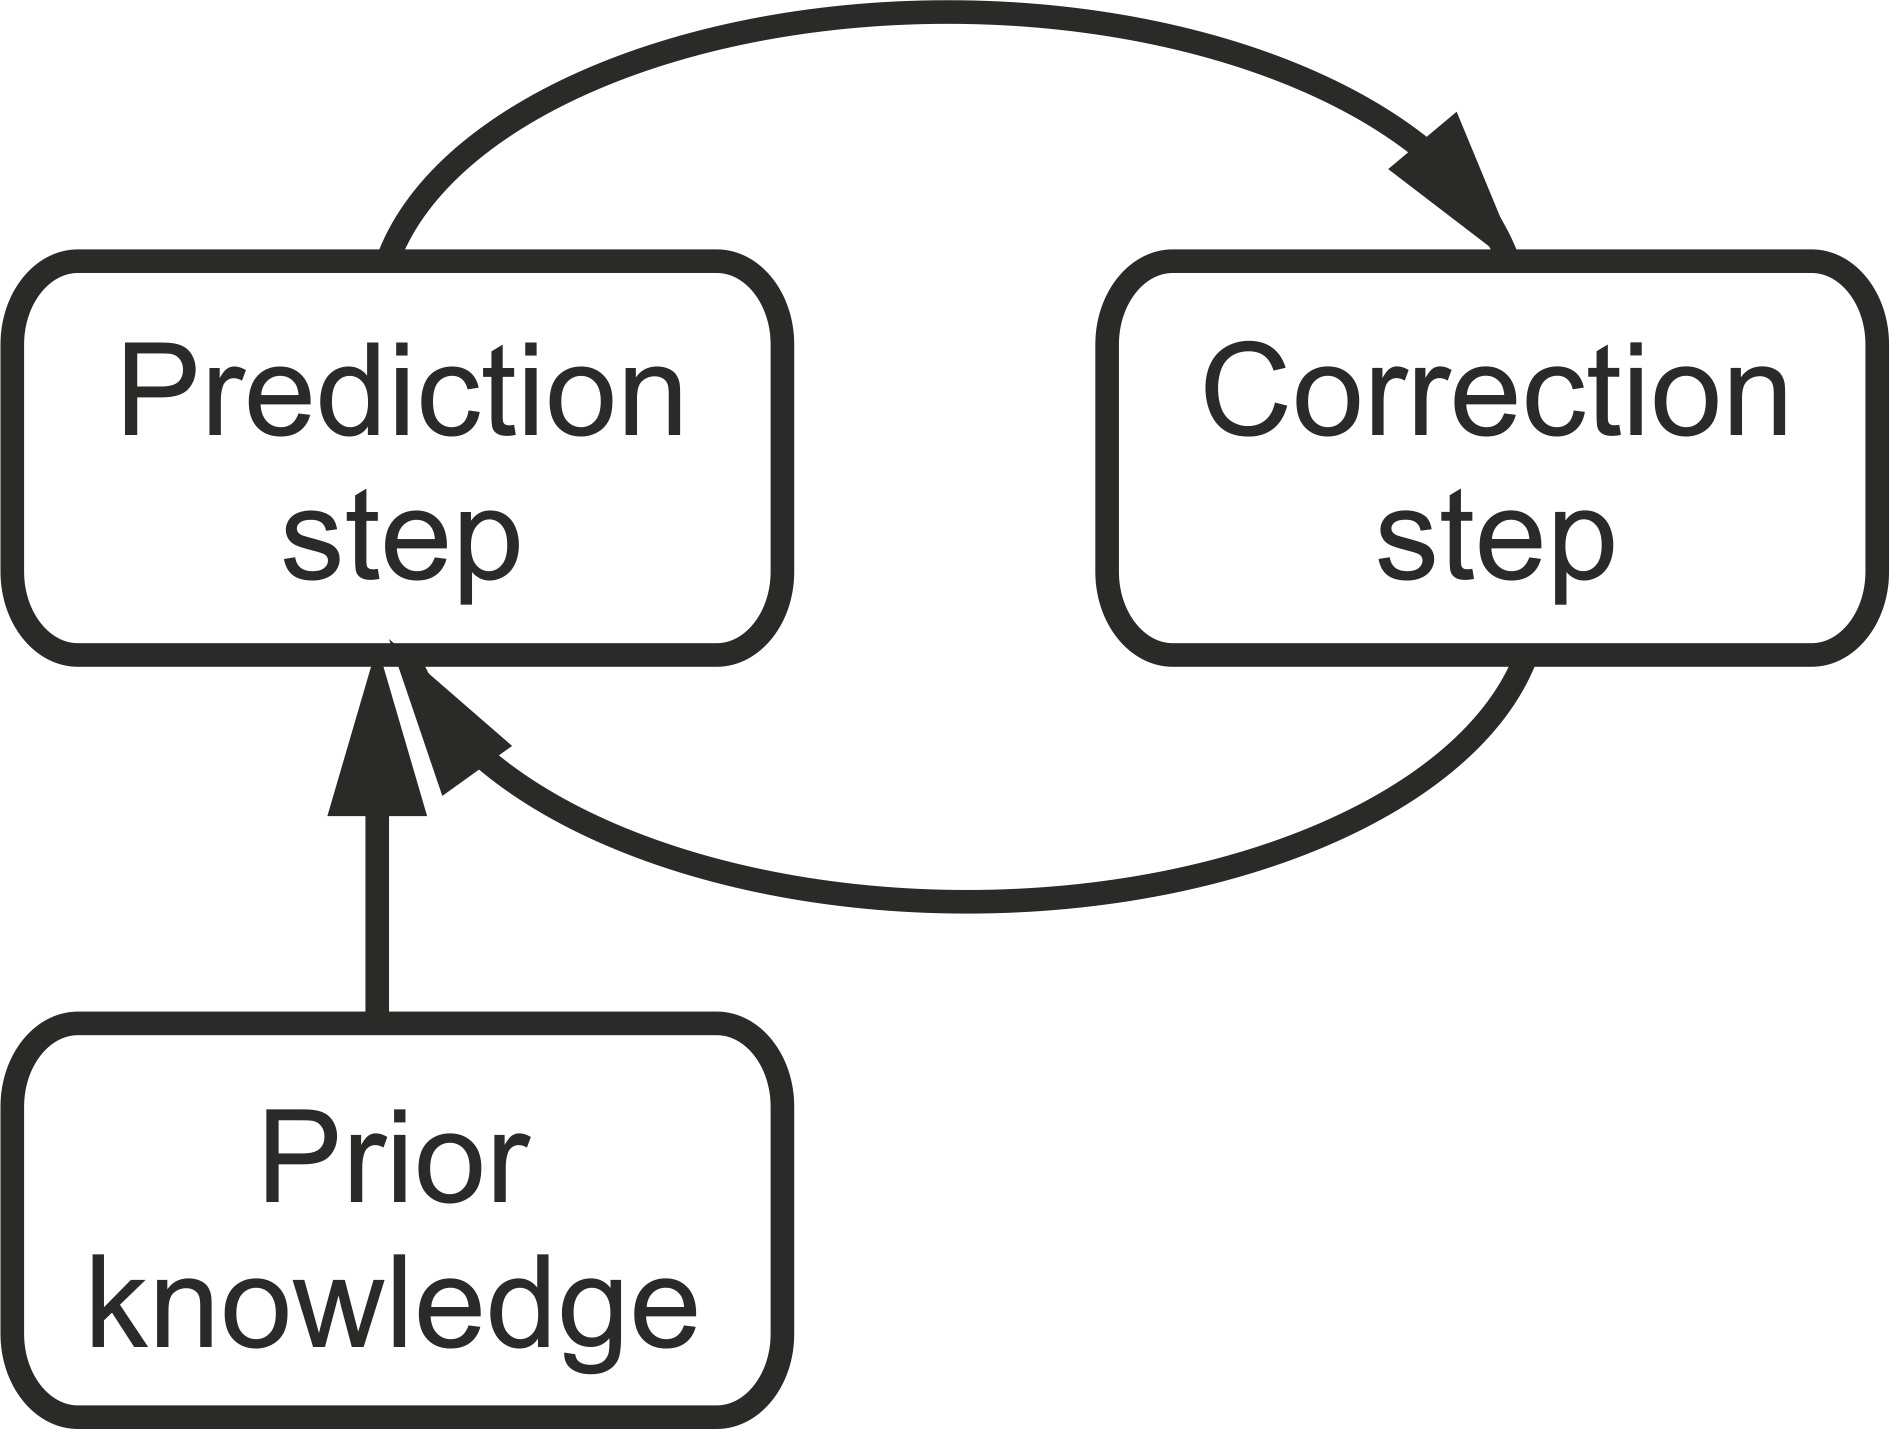 Prediction
step
Correction
step
Prior
knowledge